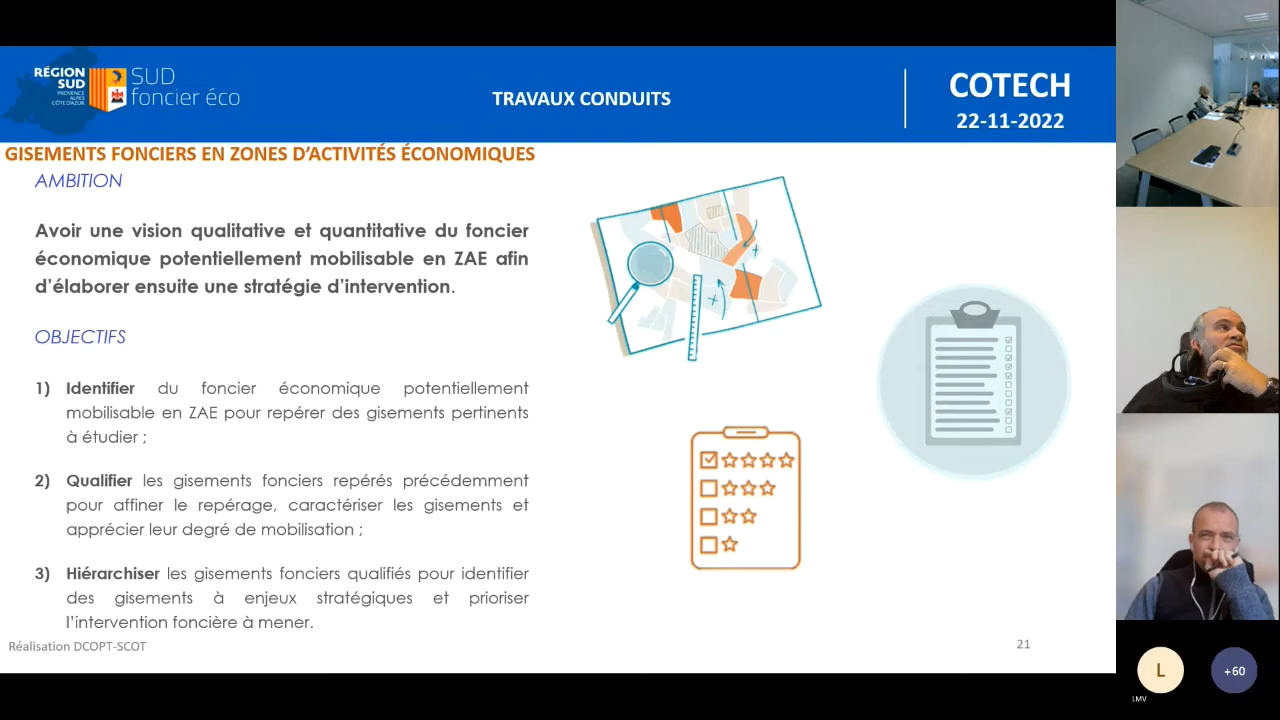 RÉGION
SUD
PROVENCE
ALPES
CÔTE D'AZUR
SUD
foncier éco
TRAVAUX CONDUITS
COTECH
22-11-2022
GISEMENTS FONCIERS EN ZONES D'ACTIVITÉS ÉCONOMIQUES
AMBITION
Avoir une vision qualitative et quantitative du foncier
économique potentiellement mobilisable en ZAE afin
d'élaborer ensuite une stratégie d'intervention.
OBJECTIFS
1) Identifier du foncier économique potentiellement
mobilisable en ZAE pour repérer des gisements pertinents
à étudier ;
2) Qualifier les gisements fonciers repérés précédemment
pour affiner le repérage, caractériser les gisements et
apprécier leur degré de mobilisation ;
3) Hiérarchiser les gisements fonciers qualifiés pour identifier
des gisements à enjeux stratégiques et prioriser
l'intervention foncière à mener.
Réalisation DCOPT-SCOT
21
L
+60
LMV